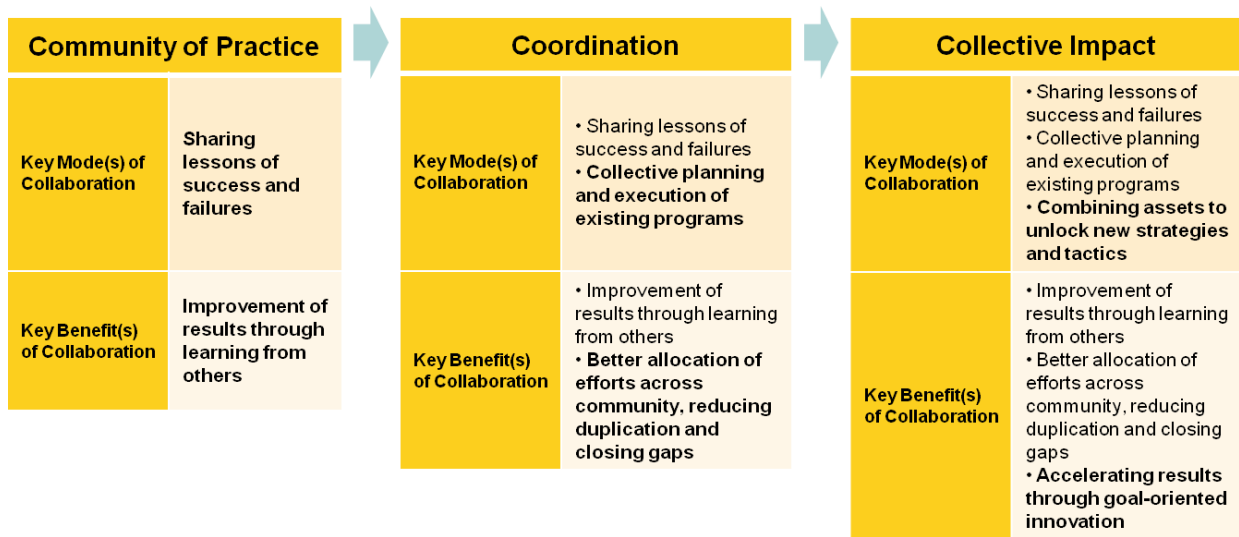 Community of Practice
Key Mode(s) of
Collaboration
Sharing
lessons of
success and
failures
Key Benefit(s)
of Collaboration
Improvement of
results through
learning from
others
Coordination
Key Mode(s) of
Collaboration
• Sharing lessons of
success and failures
• Collective planning
and execution of
existing programs
Key Benefit(s)
of Collaboration
• Improvement of
results through learning
from others
• Better allocation of
efforts across
community, reducing
duplication and
closing gaps
Collective Impact
Key Mode(s) of
Collaboration
• Sharing lessons of
success and failures
• Collective planning
and execution of
existing programs
• Combining assets to
unlock new strategies
and tactics
Key Benefit(s)
of Collaboration
• Improvement of
results through learning
from others
• Better allocation of
efforts across
community, reducing
duplication and closing
gaps
• Accelerating results
through goal-oriented
innovation